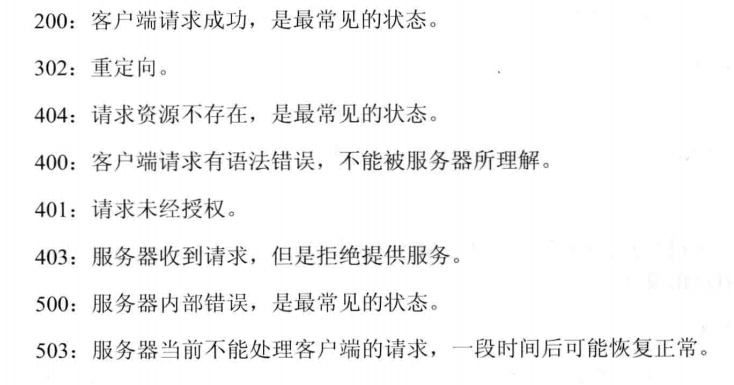 200：客户端请求成功，是最常见的状态。
302：重定向。
404：请求资源不存在，是最常见的状态。
400：客户端请求有语法错误，不能被服务器所理解。
401：请求未经授权。
403：服务器收到请求，但是拒绝提供服务。
500：服务器内部错误，是最常见的状态。
503：服务器当前不能处理客户端的请求，一段时间后可能恢复正常。